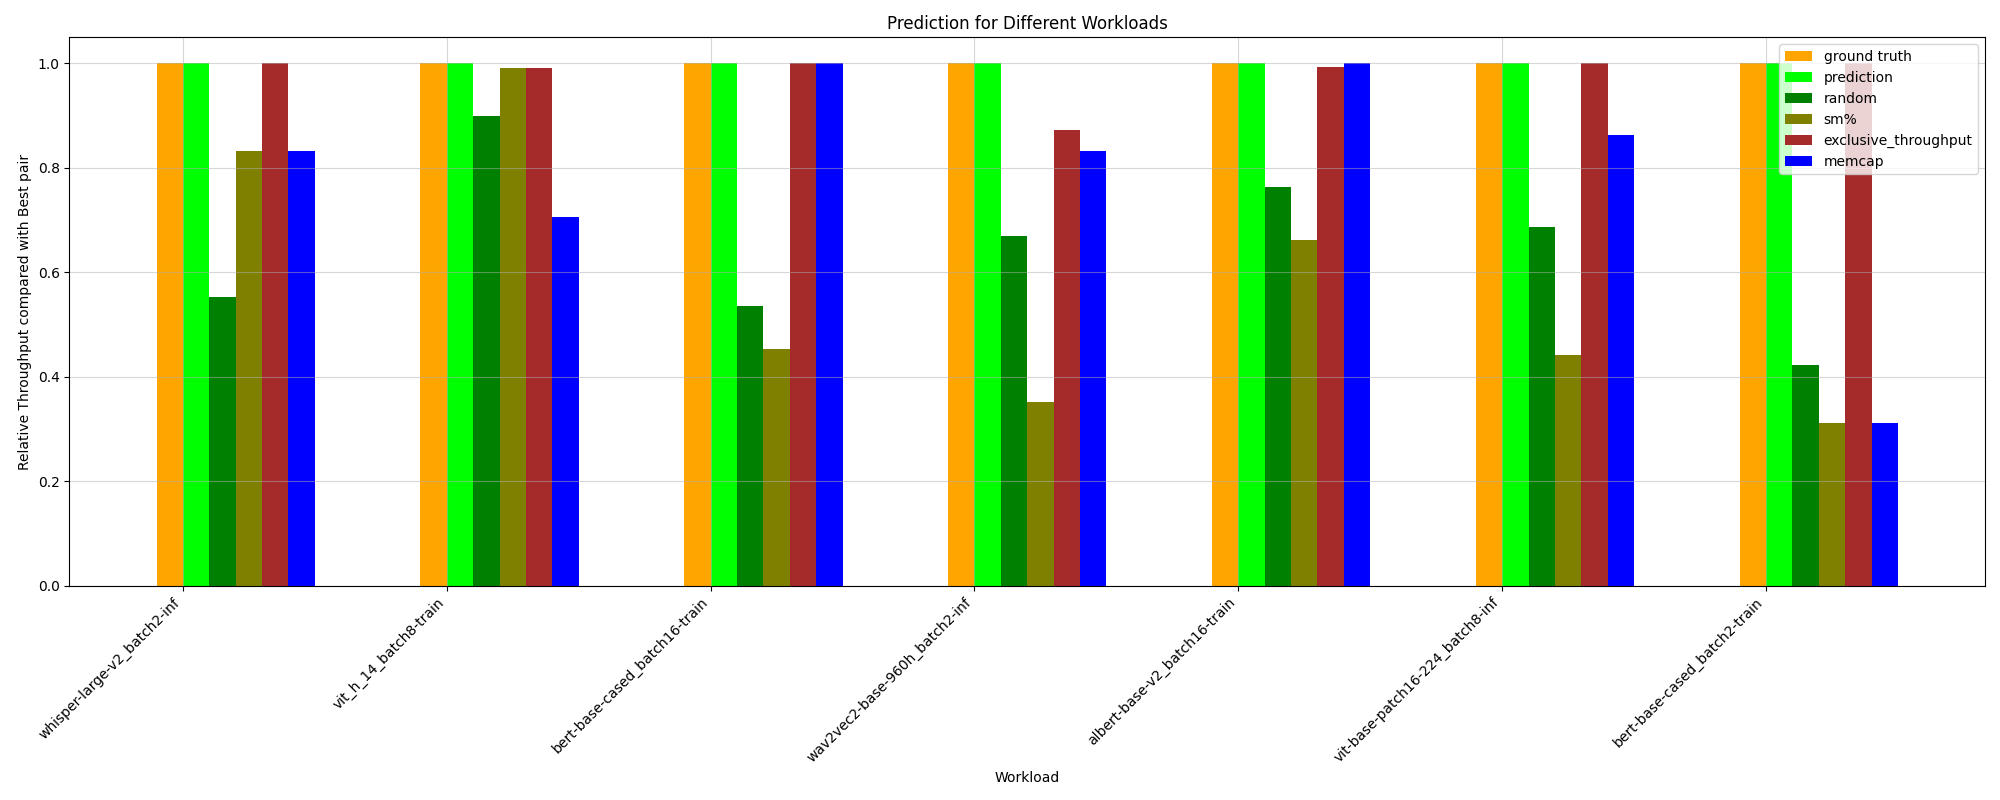 Prediction for Different Workloads
Relative Throughput compared with Best pair
1.0
0.8
0.6
0.4
0.2
0.0
ground truth
prediction
random
sm%
exclusive_throughput
memcap
whisper-large-v2_batch2-inf
vit_h_14_batch8-train
bert-base-cased_batch16-train
wav2vec2-base-960h_batch2-inf
albert-base-v2_batch16-train
vit-base-patch16-224_batch8-inf
bert-base-cased_batch2-train
Workload